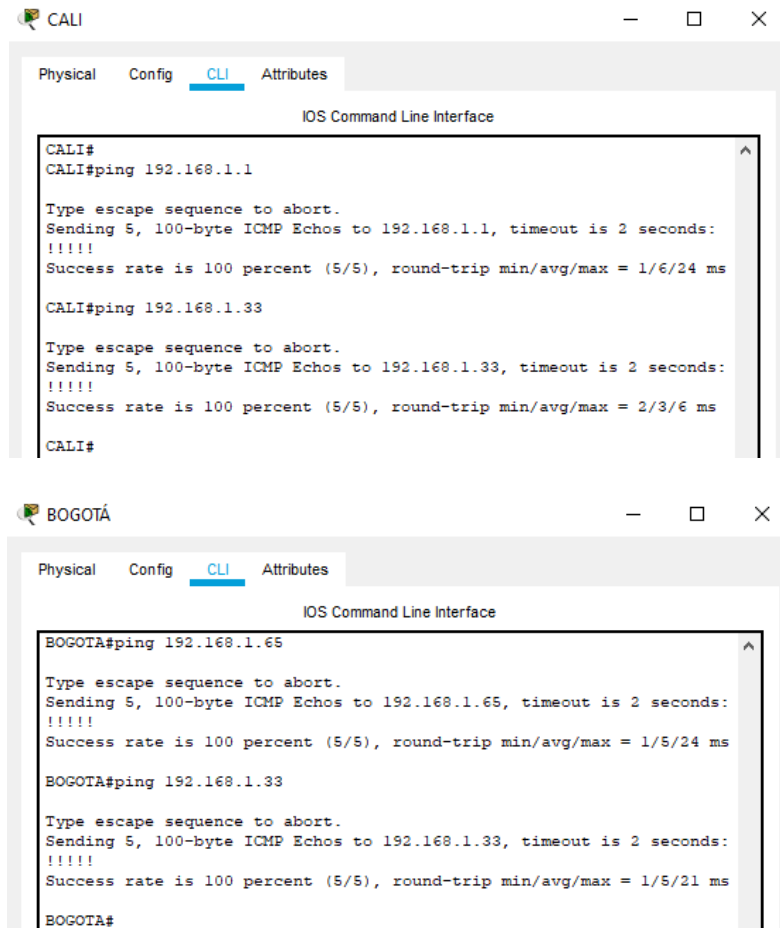 CALI
Physical Config CLI Attributes
IOS Command Line Interface
CALI#
CALI#ping 192.168.1.1
Type escape sequence to abort.
Sending 5, 100-byte ICMP Echos to 192.168.1.1, timeout is 2 seconds:
!!!!!
Success rate is 100 percent (5/5), round-trip min/avg/max = 1/6/24 ms
CALI#ping 192.168.1.33
Type escape sequence to abort.
Sending 5, 100-byte ICMP Echos to 192.168.1.33, timeout is 2 seconds:
!!!!!
Success rate is 100 percent (5/5), round-trip min/avg/max = 2/3/6 ms
CALI#
BOGOTÁ
Physical Config CLI Attributes
IOS Command Line Interface
BOGOTA#ping 192.168.1.65
Type escape sequence to abort.
Sending 5, 100-byte ICMP Echos to 192.168.1.65, timeout is 2 seconds:
!!!!!
Success rate is 100 percent (5/5), round-trip min/avg/max = 1/5/24 ms
BOGOTA#ping 192.168.1.33
Type escape sequence to abort.
Sending 5, 100-byte ICMP Echos to 192.168.1.33, timeout is 2 seconds:
!!!!!
Success rate is 100 percent (5/5), round-trip min/avg/max = 1/5/21 ms
BOGOTA#